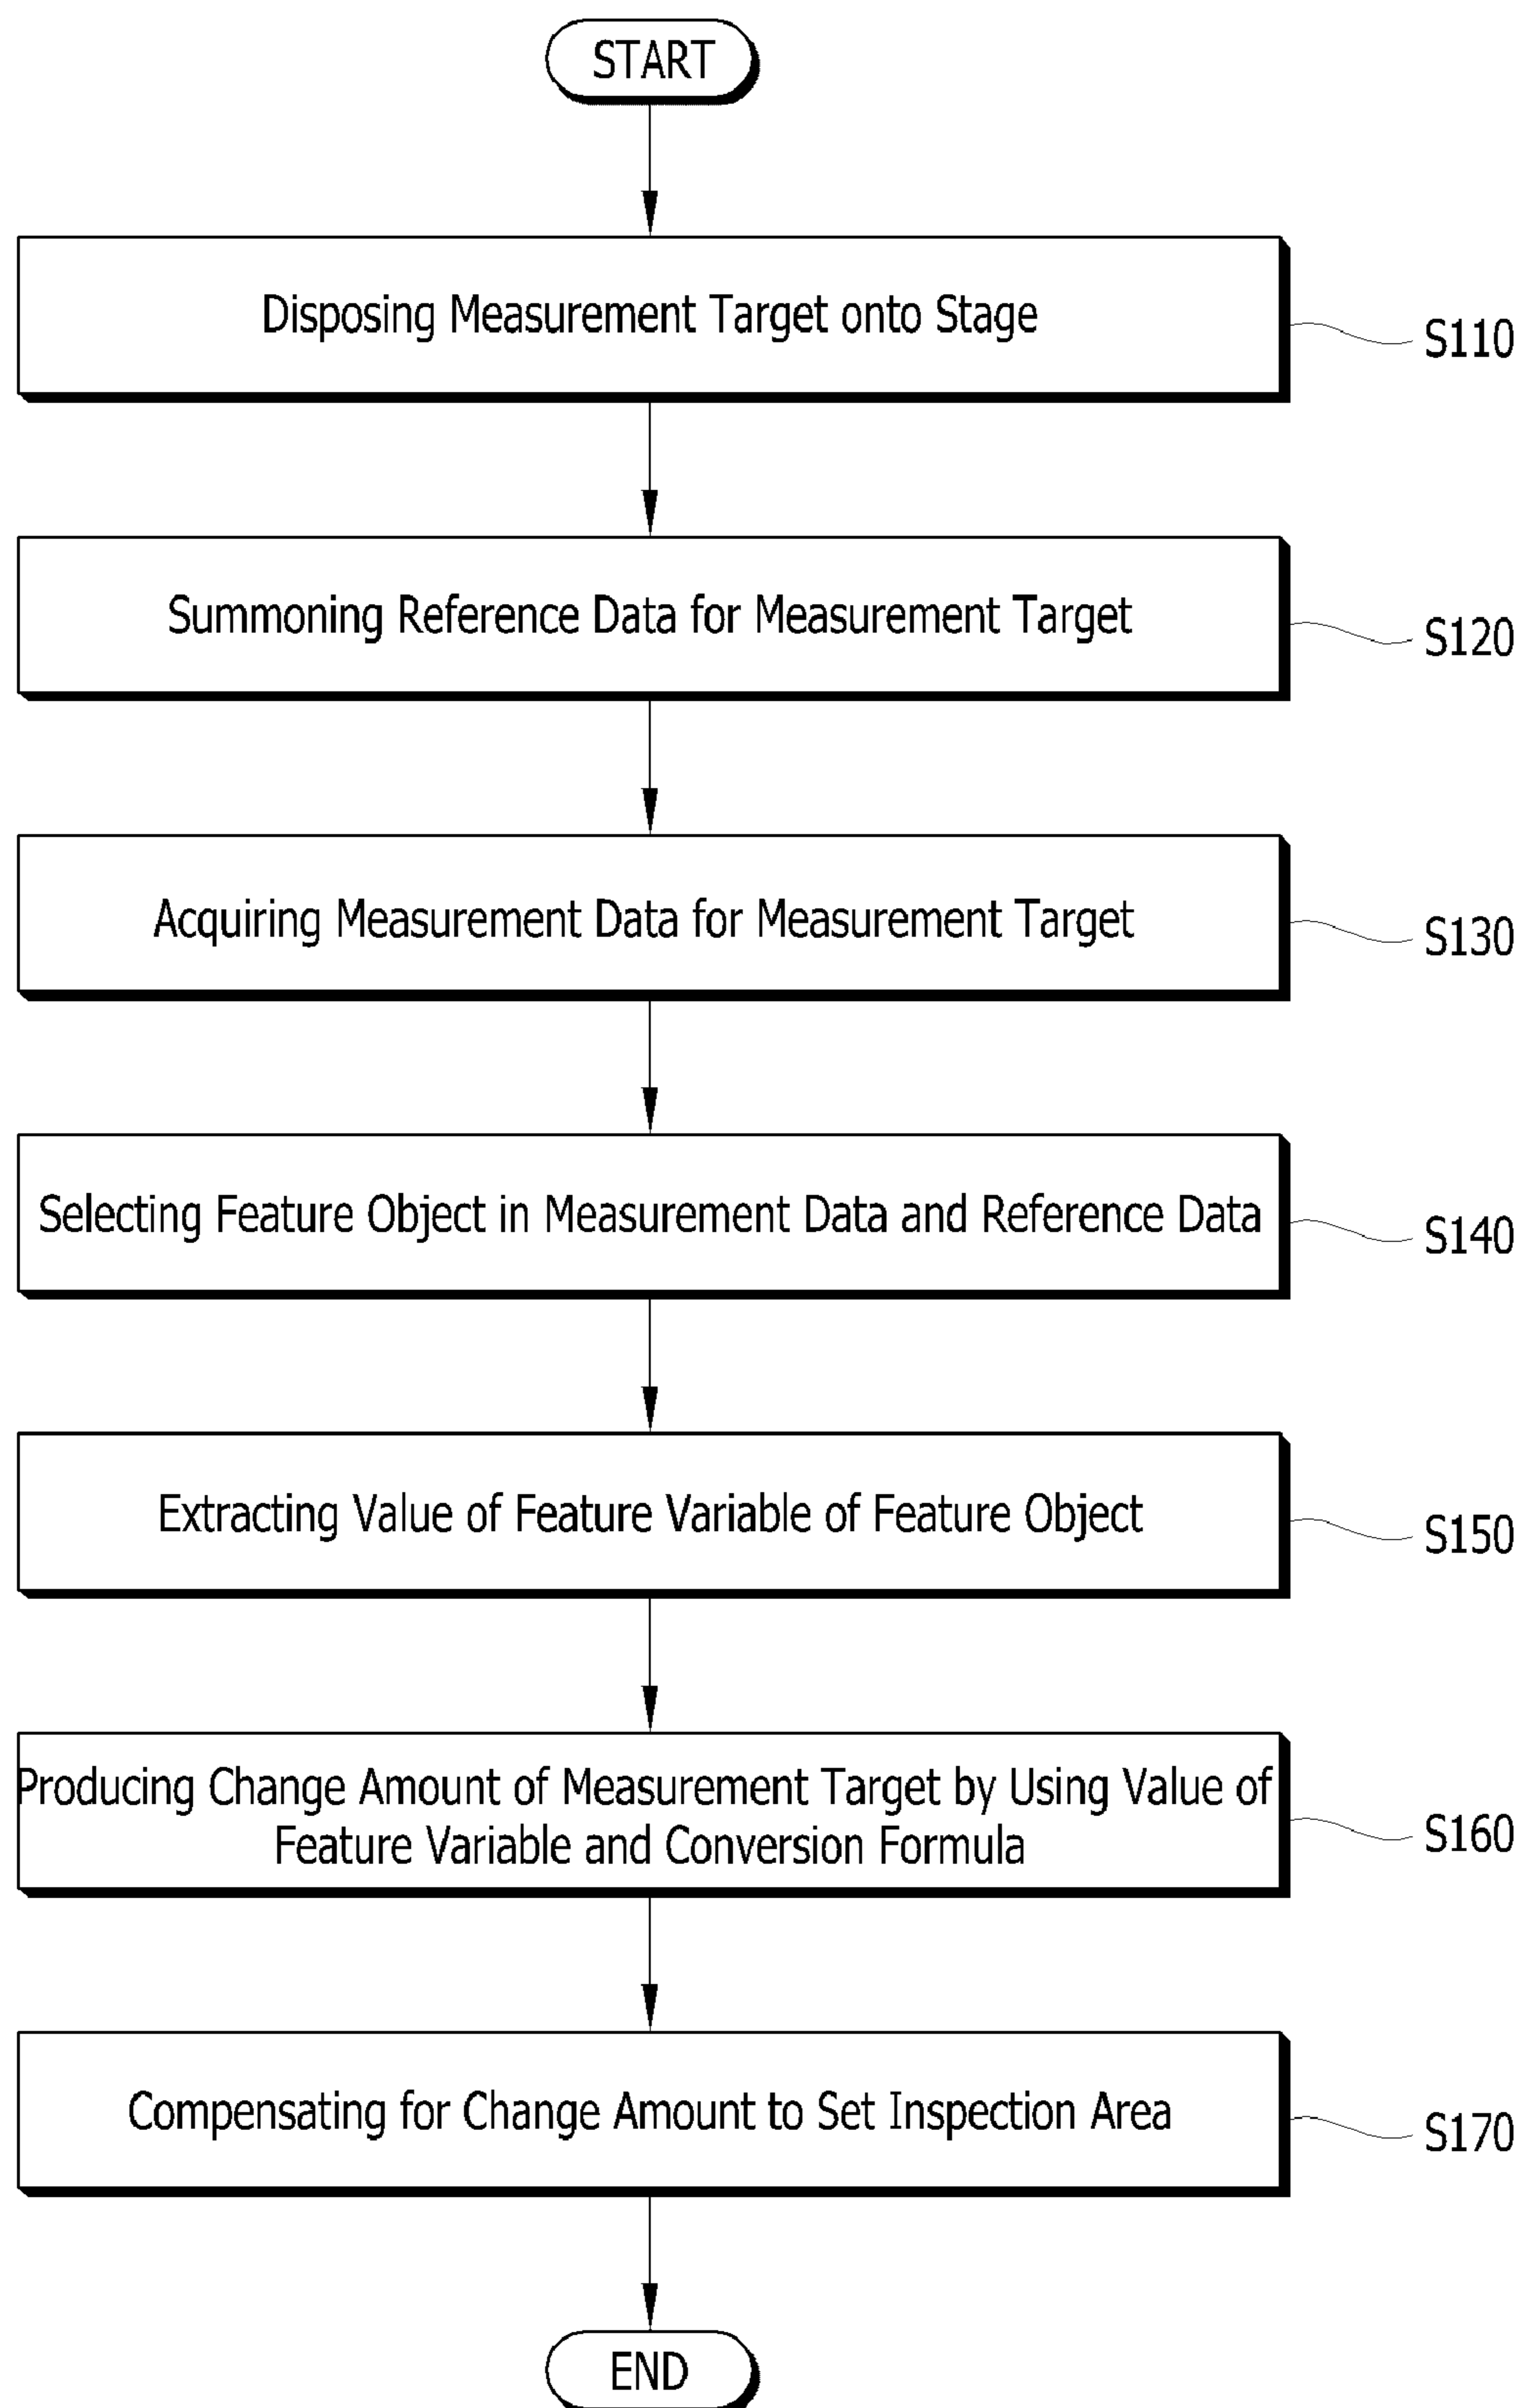 START
Disposing Measurement Target onto Stage
S110
Summoning Reference Data for Measurement Target
S120
Acquiring Measurement Data for Measurement Target
S130
Selecting Feature Object in Measurement Data and Reference Data
S140
Extracting Value of Feature Variable of Feature Object
S150
Producing Change Amount of Measurement Target by Using Value of
Feature Variable and Conversion Formula
S160
Compensating for Change Amount to Set Inspection Area
S170
END